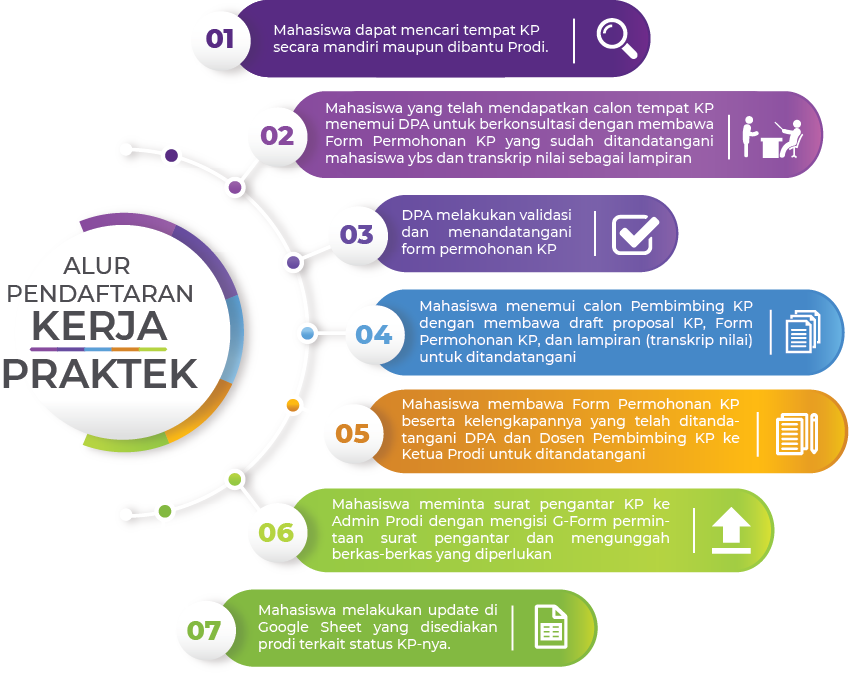 ALUR
PENDAFTARAN
KERJA
PRAKTEK
01
Mahasiswa dapat mencari tempat KP
secara mandiri maupun dibantu Prodi.
02
Mahasiswa yang telah mendapatkan calon tempat KP
menemui DPA untuk berkonsultasi dengan membawa
Form Permohonan KP yang sudah ditandatangani
mahasiswa ybs dan transkrip nilai sebagai lampiran
03
DPA melakukan validasi
dan menandatangani
form permohonan KP
04
Mahasiswa menemui calon Pembimbing KP
dengan membawa draft proposal KP, Form
Permohonan KP, dan lampiran (transkrip nilai)
untuk ditandatangani
05
Mahasiswa membawa Form Permohonan KP
beserta kelengkapannya yang telah ditanda-
tangani DPA dan Dosen Pembimbing KP ke
Ketua Prodi untuk ditandatangani
06
Mahasiswa meminta surat pengantar KP ke
Admin Prodi dengan mengisi G-Form permin-
taan surat pengantar dan mengunggah
berkas-berkas yang diperlukan
07
Mahasiswa melakukan update di
Google Sheet yang disediakan
prodi terkait status KP-nya.